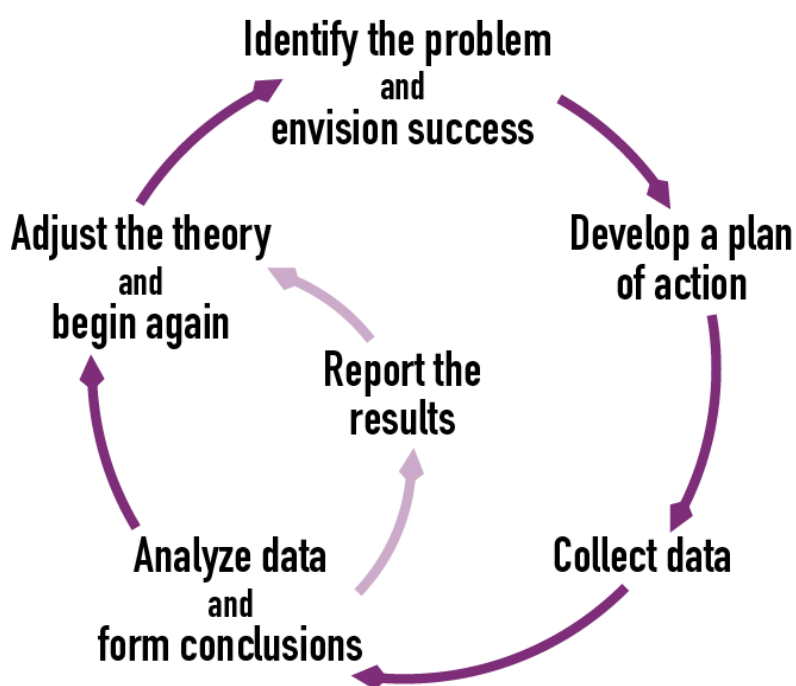 Identify the problem
and
envision success
Develop a plan
of action
Collect data
Analyze data
and
form conclusions
Report the
results
Adjust the theory
and
begin again